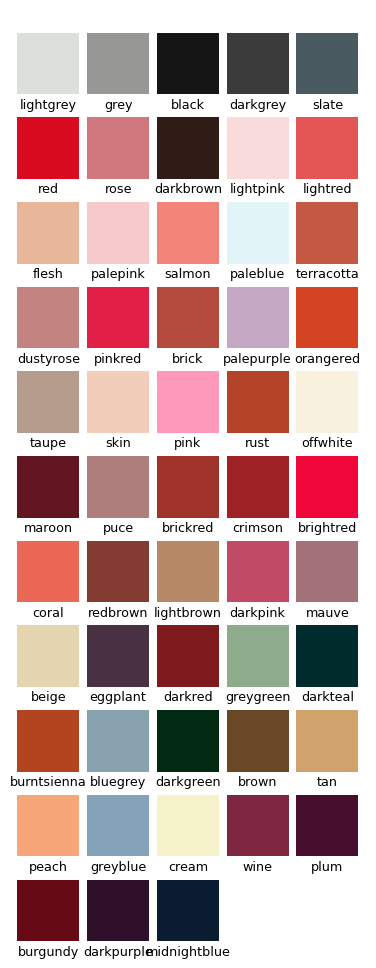 lightgrey grey black darkgrey slate
red rose darkbrown lightpink lightred
flesh palepink salmon paleblue terracotta
dustyrose pinkred brick palepurple orangered
taupe skin pink rust offwhite
maroon puce brickred crimson brightred
coral redbrown lightbrown darkpink mauve
beige eggplant darkred greygreen darkteal
burntsienna bluegrey darkgreen brown tan
peach greyblue cream wine plum
burgundy darkpurple midnightblue